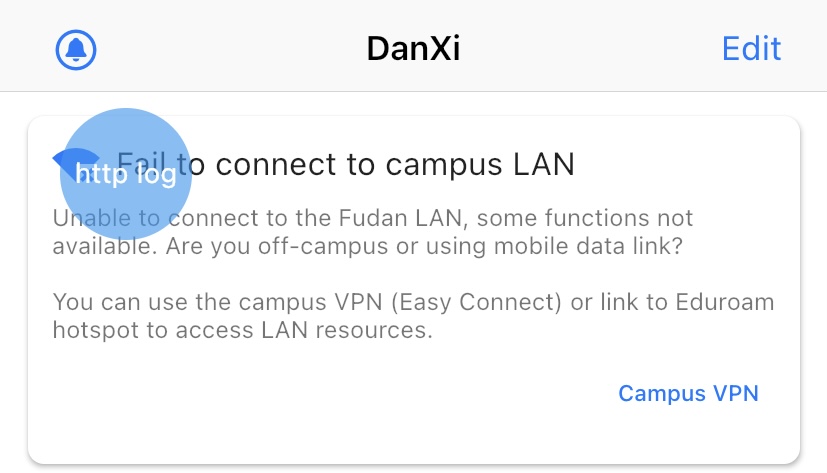 DanXi
Edit
Fail to connect to campus LAN
http log
Unable to connect to the Fudan LAN, some functions not
available. Are you off-campus or using mobile data link?
You can use the campus VPN (Easy Connect) or link to Eduroam
hotspot to access LAN resources.
Campus VPN